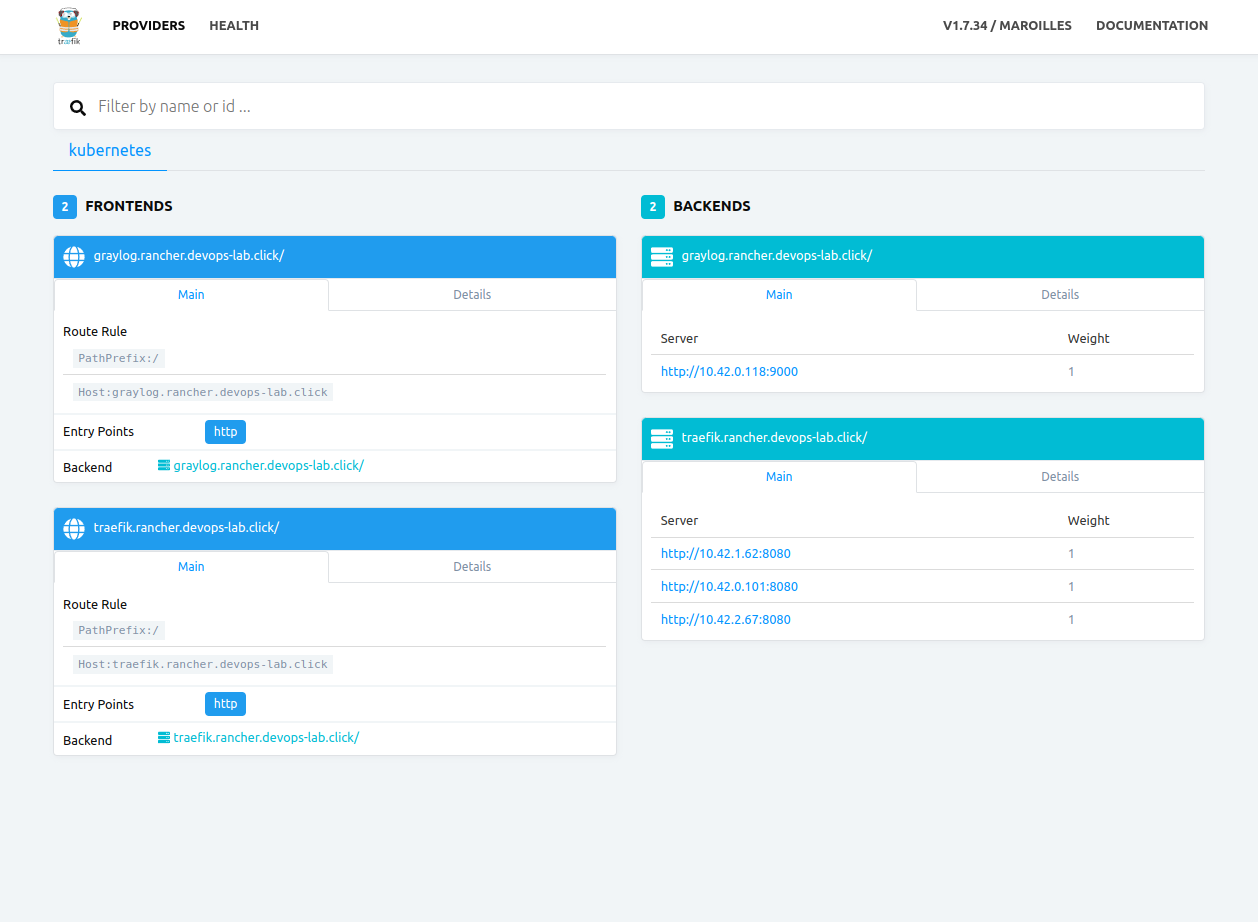 træfik
PROVIDERS HEALTH V1.7.34 / MAROILLES DOCUMENTATION
Filter by name or id ...
kubernetes
2 FRONTENDS
graylog.rancher.devops-lab.click/
Main Details
Route Rule
PathPrefix:/
Host:graylog.rancher.devops-lab.click
Entry Points http
Backend graylog.rancher.devops-lab.click/
traefik.rancher.devops-lab.click/
Main Details
Route Rule
PathPrefix:/
Host:traefik.rancher.devops-lab.click
Entry Points http
Backend traefik.rancher.devops-lab.click/
2 BACKENDS
graylog.rancher.devops-lab.click/
Main Details
Server Weight
http://10.42.0.118:9000 1
traefik.rancher.devops-lab.click/
Main Details
Server Weight
http://10.42.1.62:8080 1
http://10.42.0.101:8080 1
http://10.42.2.67:8080 1